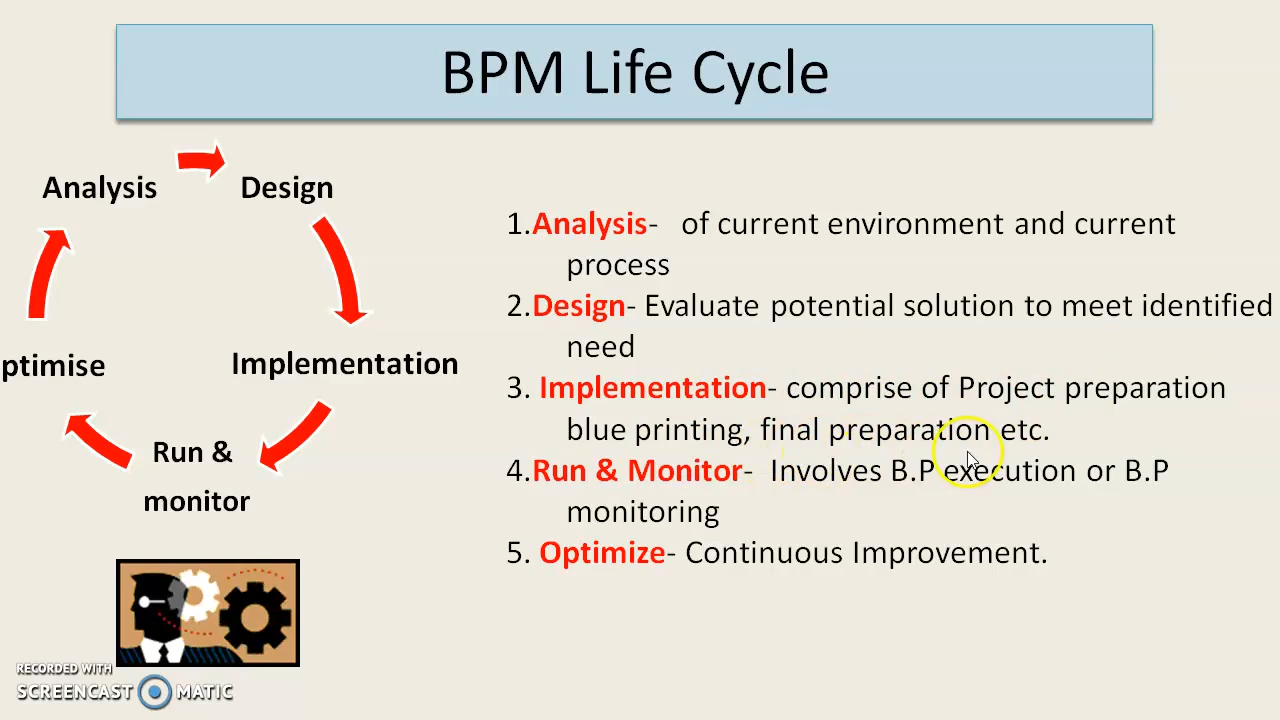 BPM Life Cycle
Analysis
Design
ptimise
Implementation
Run &
monitor
1.Analysis- of current environment and current
process
2.Design- Evaluate potential solution to meet identified
need
3. Implementation- comprise of Project preparation
blue printing, final preparation etc.
4.Run & Monitor- Involves B.P execution or B.P
monitoring
5. Optimize- Continuous Improvement.
RECORDED WITH
SCREENCAST MATIC